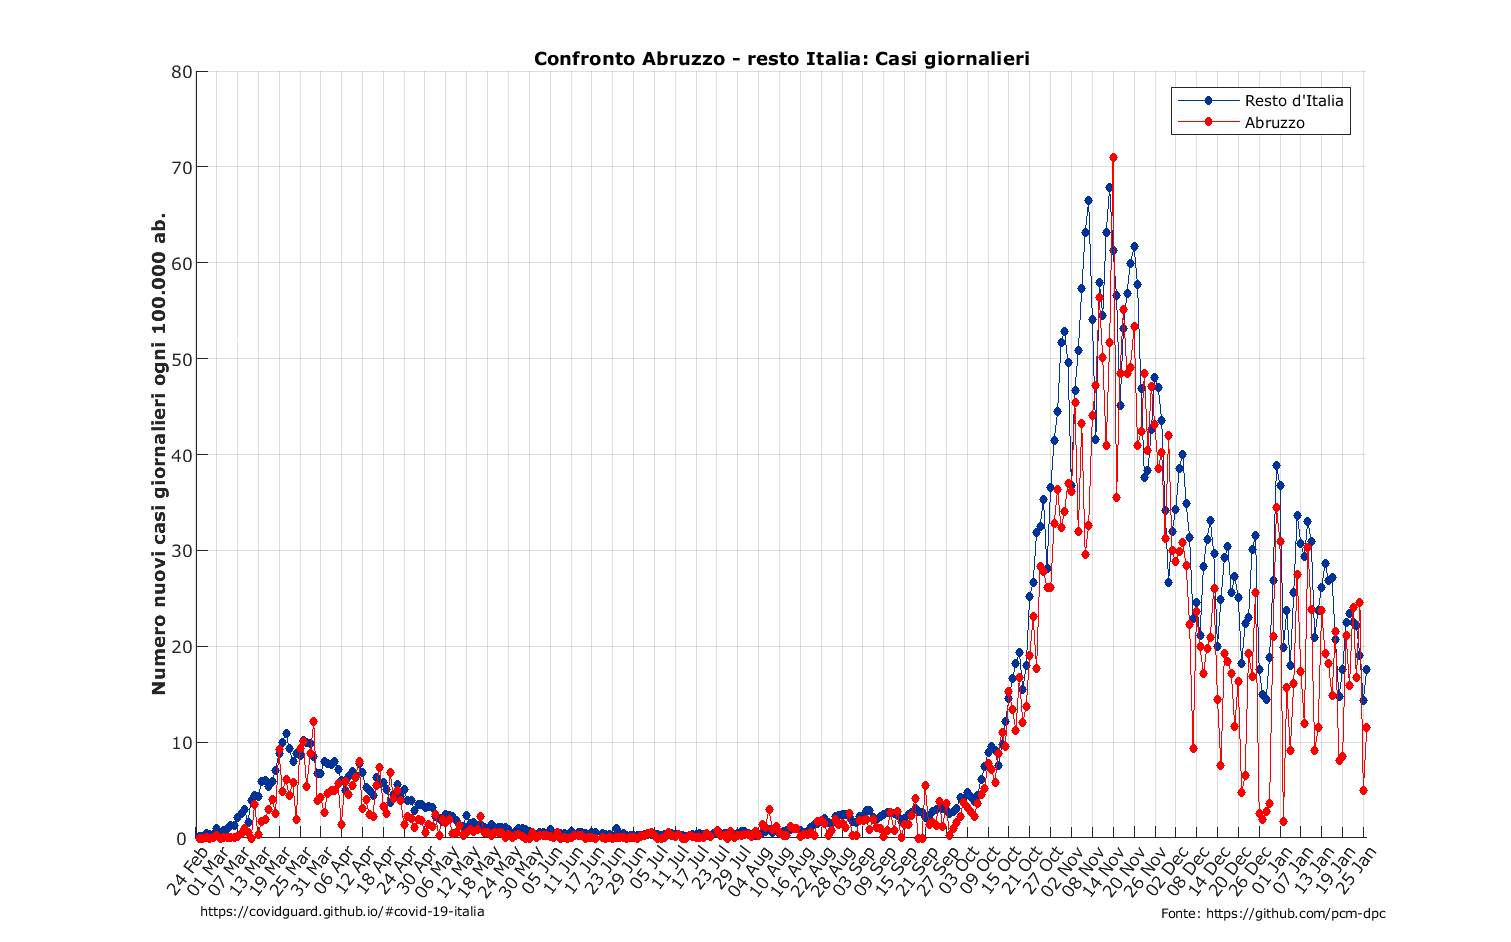 Confronto Abruzzo - resto Italia: Casi giornalieri
Resto d'Italia
Abruzzo
Numero nuovi casi giornalieri ogni 100.000 ab.
80
70
60
50
40
30
20
10
0
24 Feb
01 Mar
07 Mar
13 Mar
19 Mar
25 Mar
31 Mar
06 Apr
12 Apr
18 Apr
24 Apr
30 Apr
06 May
12 May
18 May
24 May
30 May
05 Jun
11 Jun
17 Jun
23 Jun
29 Jun
05 Jul
11 Jul
17 Jul
23 Jul
29 Jul
04 Aug
10 Aug
16 Aug
22 Aug
28 Aug
03 Sep
09 Sep
15 Sep
21 Sep
27 Sep
03 Oct
09 Oct
15 Oct
21 Oct
27 Oct
02 Nov
08 Nov
14 Nov
20 Nov
26 Nov
02 Dec
08 Dec
14 Dec
20 Dec
26 Dec
01 Jan
07 Jan
13 Jan
19 Jan
25 Jan
https://covidguard.github.io/#covid-19-italia
Fonte: https://github.com/pcm-dpc